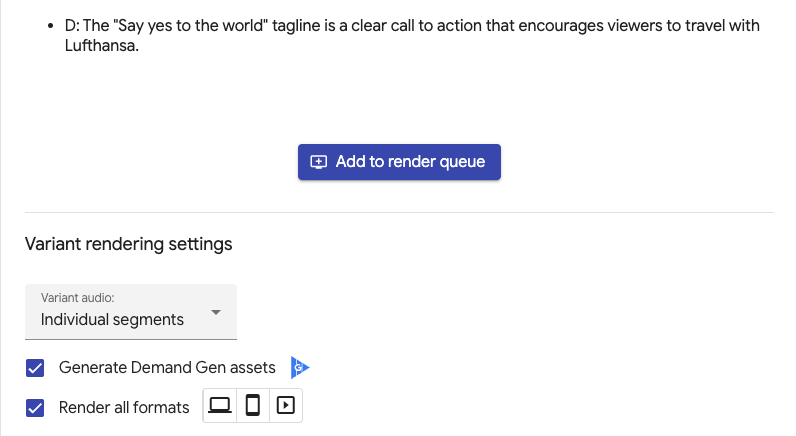 • D: The "Say yes to the world" tagline is a clear call to action that encourages viewers to travel with
Lufthansa.
Add to render queue
Variant rendering settings
Variant audio:
Individual segments
Generate Demand Gen assets
Render all formats